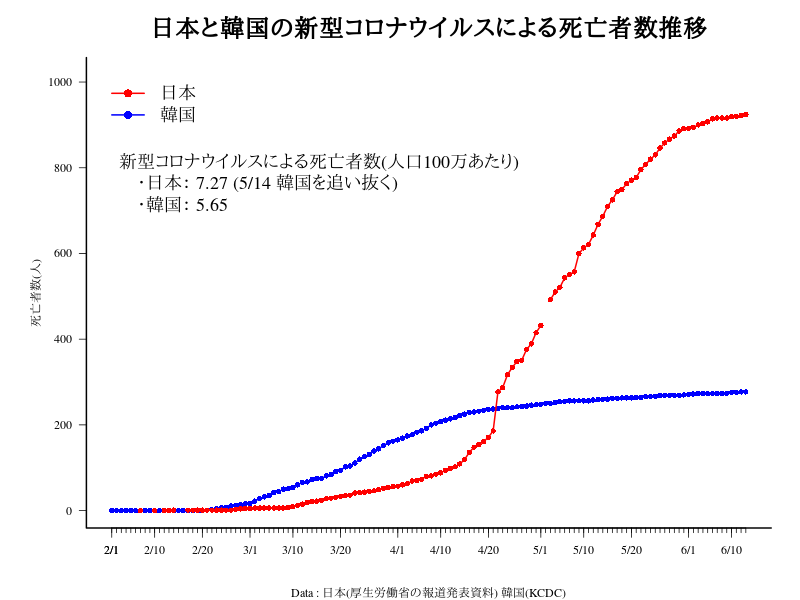 日本と韓国の新型コロナウイルスによる死亡者数推移
日本
韓国
新型コロナウイルスによる死亡者数(人口100万あたり)
・日本: 7.27 (5/14 韓国を追い抜く)
・韓国: 5.65
死亡者数(人)
1000
800
600
400
200
0
2/1 2/10 2/20 3/1 3/10 3/20 4/1 4/10 4/20 5/1 5/10 5/20 6/1 6/10
Data : 日本(厚生労働省の報道発表資料) 韓国(KCDC)